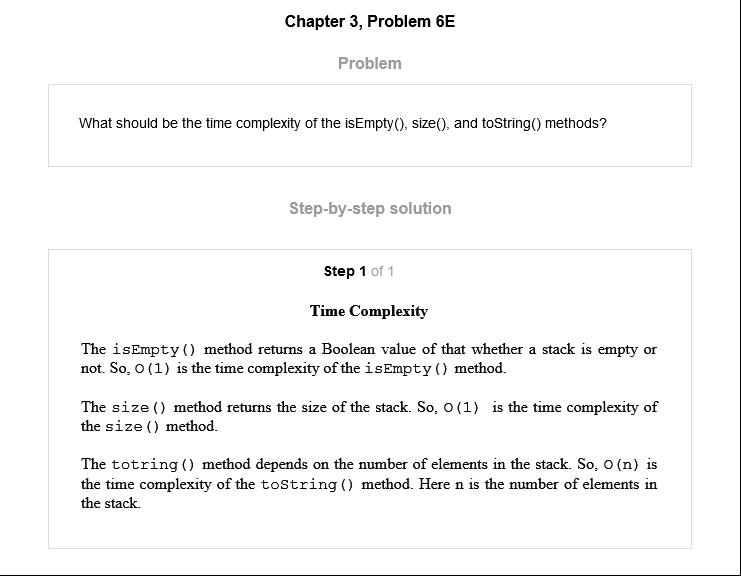 Chapter 3, Problem 6E
Problem
What should be the time complexity of the isEmpty(), size(), and toString() methods?
Step-by-step solution
Step 1 of 1
Time Complexity
The isEmpty() method returns a Boolean value of that whether a stack is empty or
not. So, O(1) is the time complexity of the isEmpty() method.
The size() method returns the size of the stack. So, O(1) is the time complexity of
the size() method.
The totring() method depends on the number of elements in the stack. So, O(n) is
the time complexity of the toString() method. Here n is the number of elements in
the stack.